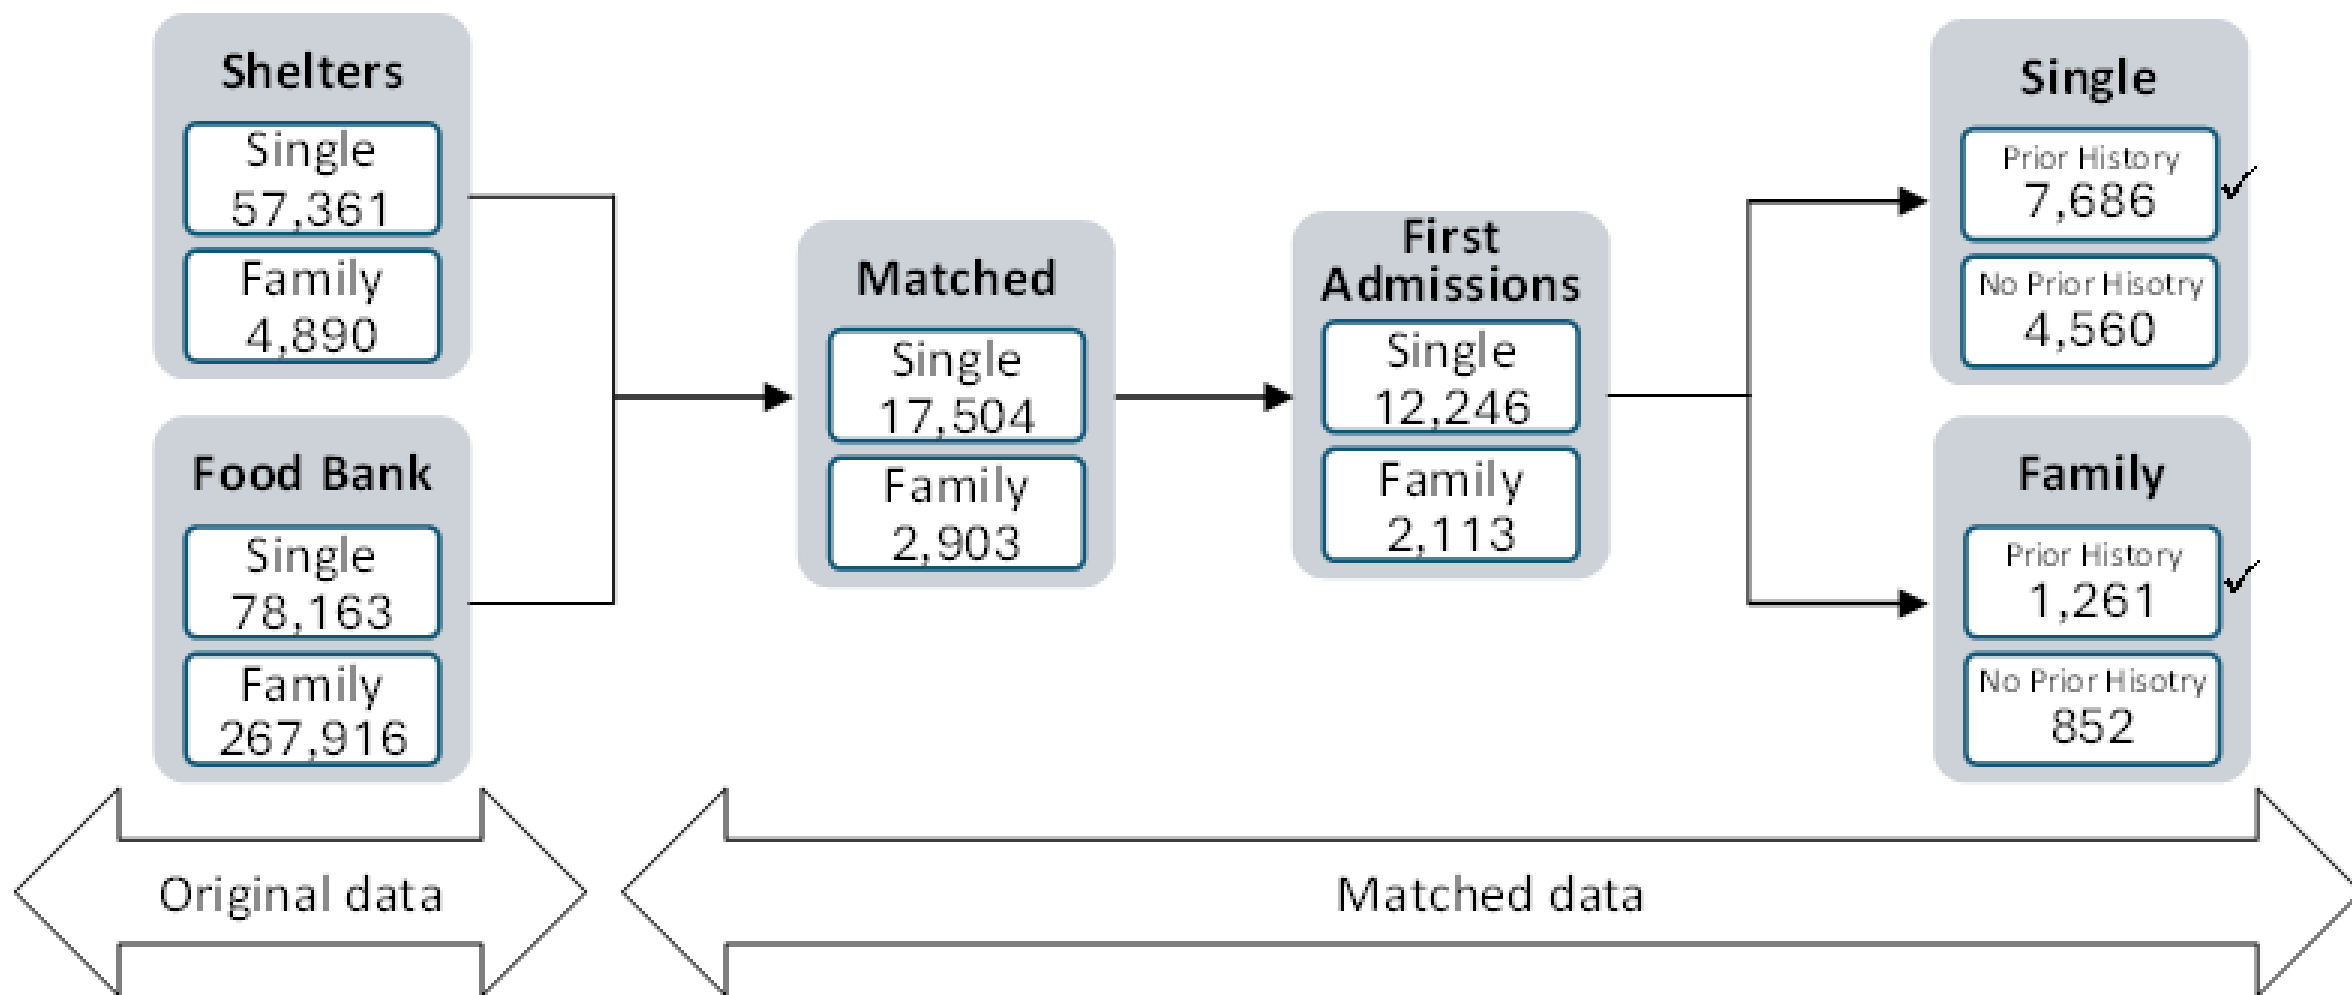 Shelters
Single
57,361
Family
4,890
Food Bank
Single
78,163
Family
267,916
Matched
Single
17,504
Family
2,903
First
Admissions
Single
12,246
Family
2,113
Single
Prior History
7,686
No Prior Hisotry
4,560
Family
Prior History
1,261
No Prior Hisotry
852
Original data
Matched data